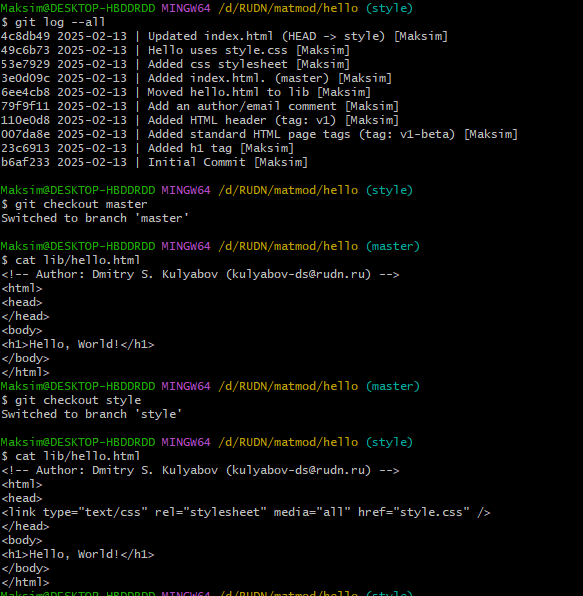 Maksim@DESKTOP-HBDDRDD MINGW64 /d/RUDN/matmod/hello (style)
$ git log --all
4c8db49 2025-02-13 | Updated index.html (HEAD -> style) [Maksim]
49c6b73 2025-02-13 | Hello uses style.css [Maksim]
53e7929 2025-02-13 | Added css stylesheet [Maksim]
3e0d09c 2025-02-13 | Added index.html. (master) [Maksim]
6ee4cb8 2025-02-13 | Moved hello.html to lib [Maksim]
79f9f11 2025-02-13 | Add an author/email comment [Maksim]
110e0d8 2025-02-13 | Added HTML header (tag: v1) [Maksim]
007da8e 2025-02-13 | Added standard HTML page tags (tag: v1-beta) [Maksim]
23c6913 2025-02-13 | Added h1 tag [Maksim]
b6af233 2025-02-13 | Initial Commit [Maksim]
Maksim@DESKTOP-HBDDRDD MINGW64 /d/RUDN/matmod/hello (style)
$ git checkout master
Switched to branch 'master'
Maksim@DESKTOP-HBDDRDD MINGW64 /d/RUDN/matmod/hello (master)
$ cat lib/hello.html
<!-- Author: Dmitry S. Kulyabov (kulyabov-ds@rudn.ru) -->
<html>
<head>
</head>
<body>
<h1>Hello, World!</h1>
</body>
</html>
Maksim@DESKTOP-HBDDRDD MINGW64 /d/RUDN/matmod/hello (master)
$ git checkout style
Switched to branch 'style'
Maksim@DESKTOP-HBDDRDD MINGW64 /d/RUDN/matmod/hello (style)
$ cat lib/hello.html
<!-- Author: Dmitry S. Kulyabov (kulyabov-ds@rudn.ru) -->
<html>
<head>
<link type="text/css" rel="stylesheet" media="all" href="style.css" />
</head>
<body>
<h1>Hello, World!</h1>
</body>
</html>
Maksim@DESKTOP-HBDDRDD MINGW64 /d/RUDN/matmod/hello (style)